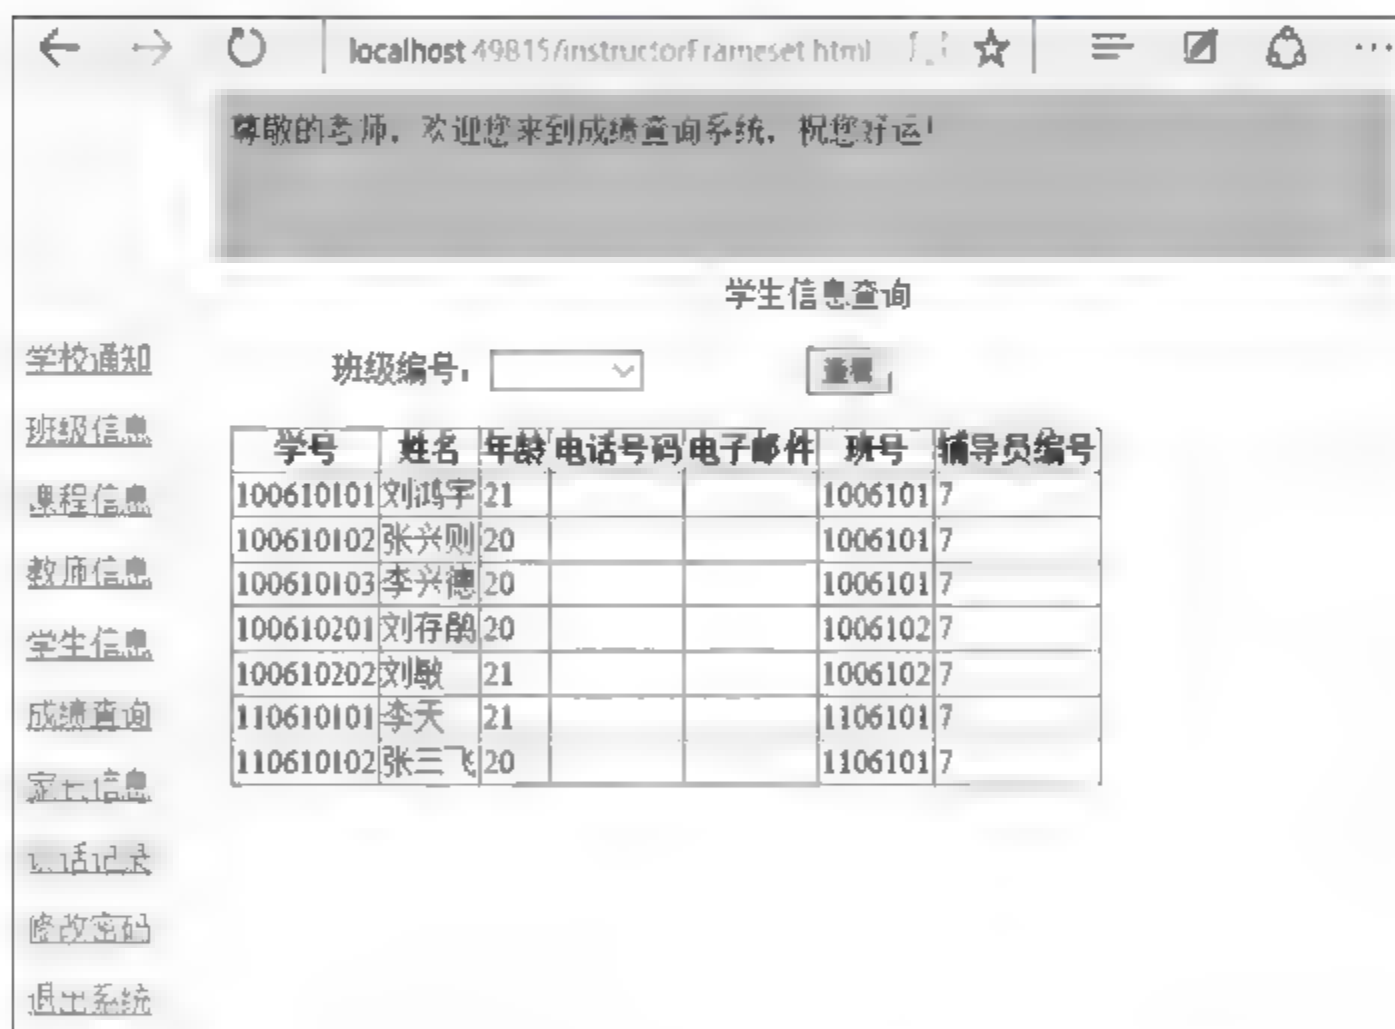 localhost:49815/instructorFrameset.html
尊敬的老师，欢迎您来到成绩查询系统，祝您好运！
学生信息查询
班级编号：
学校通知
班级信息
课程信息
教师信息
学生信息
成绩查询
家长信息
谈话记录
修改密码
退出系统
学号 姓名 年龄 电话号码 电子邮件 班号 辅导员编号
100610101 刘鸿宇 21 1006101 7
100610102 张兴则 20 1006101 7
100610103 李兴德 20 1006101 7
100610201 刘存 20 1006102 7
100610202 刘敏 21 1006102 7
110610101 李天 21 1106101 7
110610102 张三飞 20 1106101 7